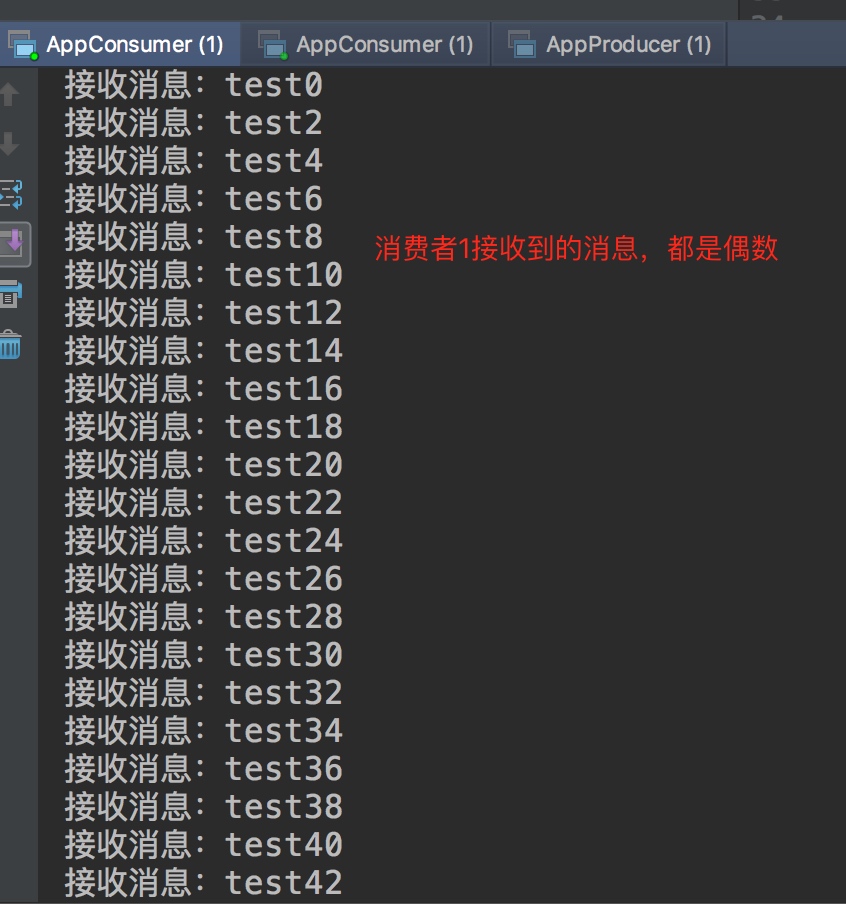 AppConsumer (1) AppConsumer (1) AppProducer (1)
接收消息：test0
接收消息：test2
接收消息：test4
接收消息：test6
接收消息：test8
消费者1接收到的消息，都是偶数
接收消息：test10
接收消息：test12
接收消息：test14
接收消息：test16
接收消息：test18
接收消息：test20
接收消息：test22
接收消息：test24
接收消息：test26
接收消息：test28
接收消息：test30
接收消息：test32
接收消息：test34
接收消息：test36
接收消息：test38
接收消息：test40
接收消息：test42